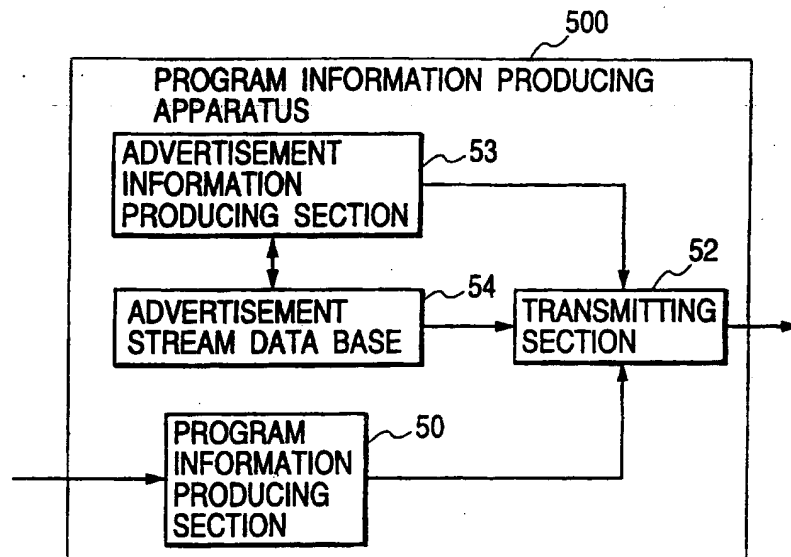 500
PROGRAM INFORMATION PRODUCING
APPARATUS
ADVERTISEMENT
INFORMATION
PRODUCING SECTION
53
ADVERTISEMENT
STREAM DATA BASE
54
TRANSMITTING
SECTION
52
PROGRAM
INFORMATION
PRODUCING
SECTION
50